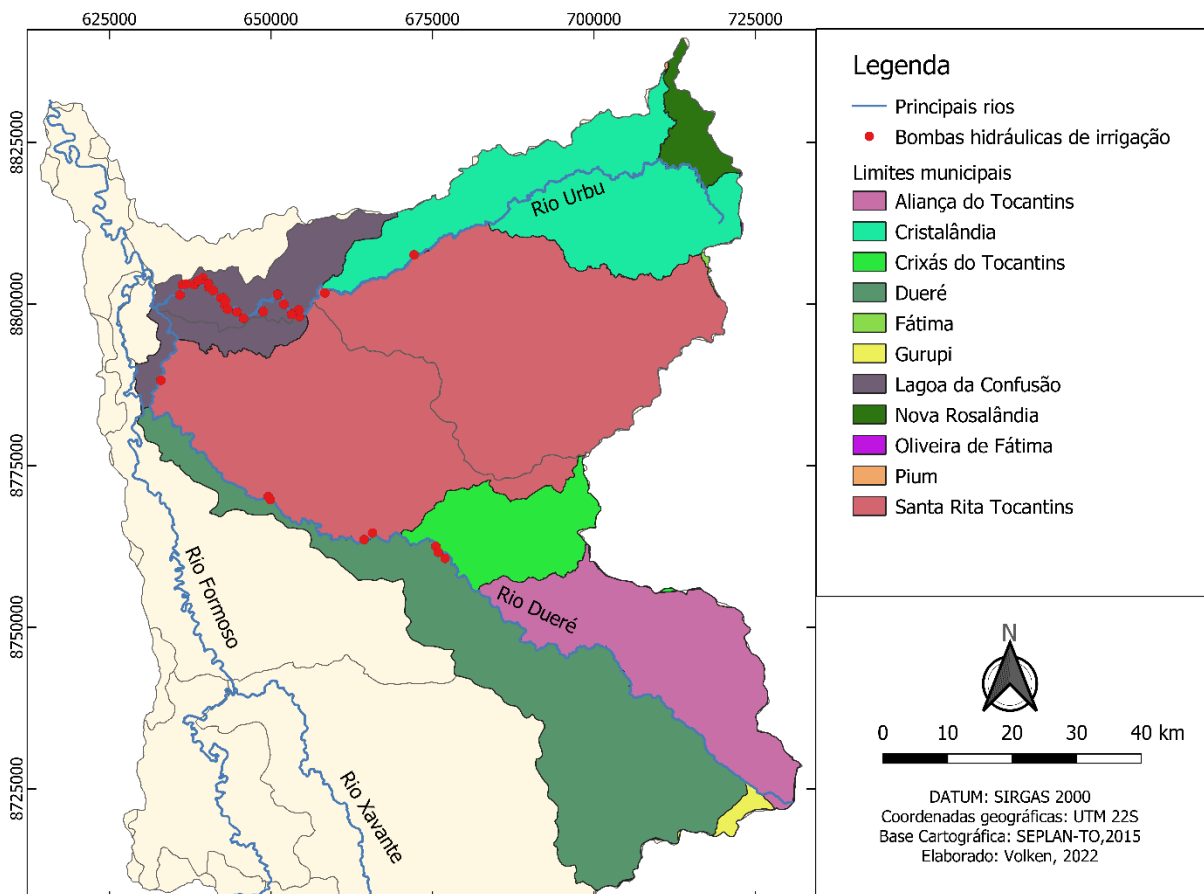 625000
650000
675000
700000
725000
8825000
8800000
8775000
8750000
8725000
Rio Urbu
Rio Formoso
Rio Dueré
Rio Xavante
Legenda
Principais rios
Bombas hidráulicas de irrigação
Limites municipais
Aliança do Tocantins
Cristalândia
Crixás do Tocantins
Dueré
Fátima
Gurupi
Lagoa da Confusão
Nova Rosalândia
Oliveira de Fátima
Pium
Santa Rita Tocantins
N
0 10 20 30 40 km
DATUM: SIRGAS 2000
Coordenadas geográficas: UTM 22S
Base Cartográfica: SEPLAN-TO,2015
Elaborado: Volken, 2022